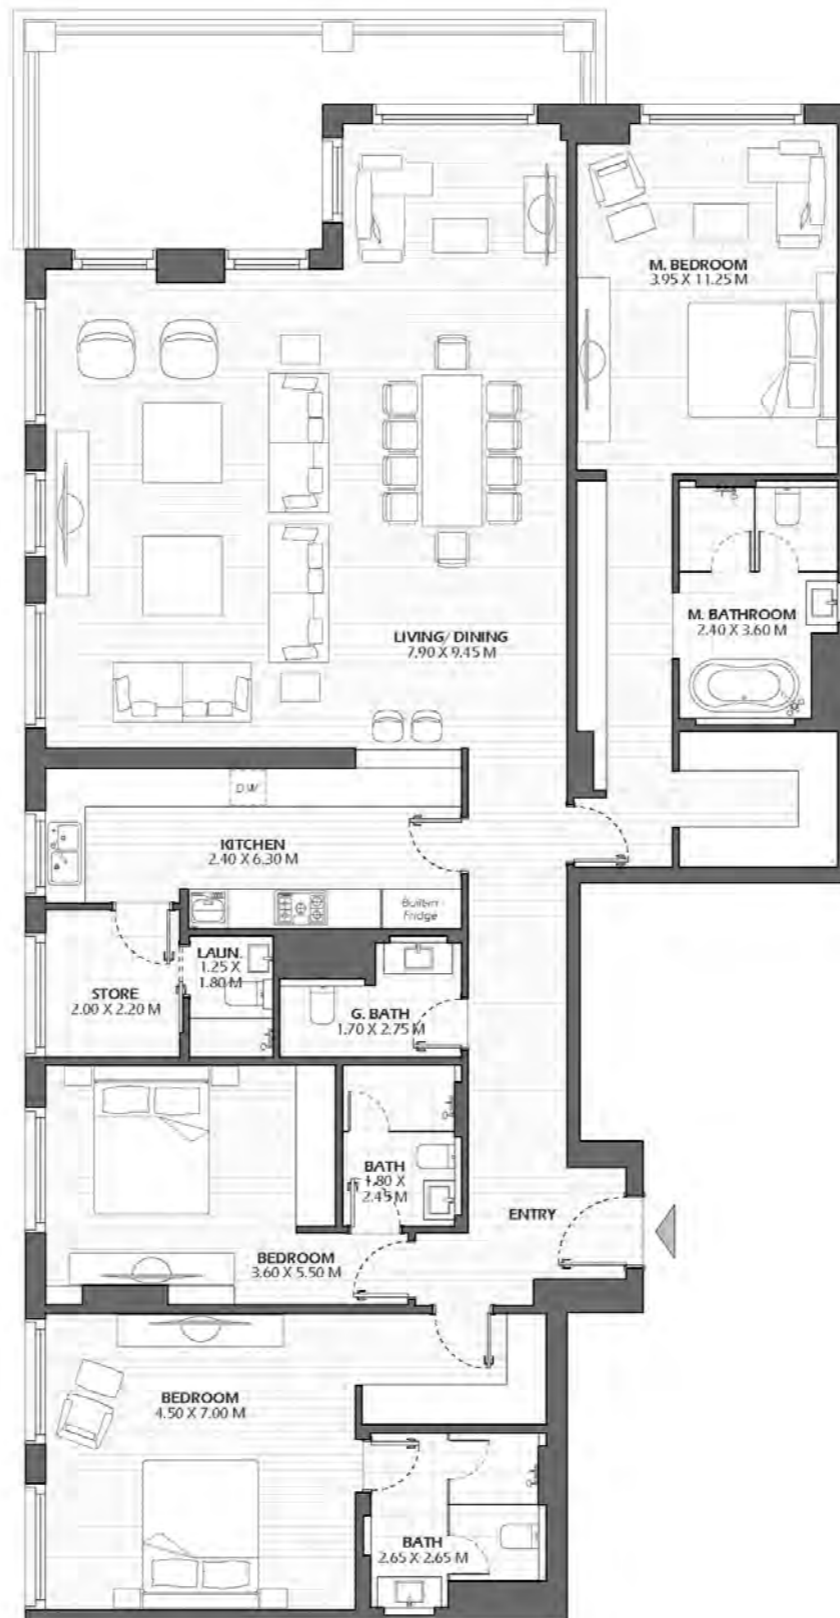 M. BEDROOM
3.95 X 11.25 M
M. BATHROOM
2.40 X 3.60 M
LIVING/ DINING
7.90 X 9.45 M
DW
KITCHEN
2.40 X 6.30 M
Built-in
Fridge
LAUN.
1.25 X
1.80 M
STORE
2.00 X 2.20 M
G. BATH
1.70 X 2.75 M
BATH
1.80 X
2.45 M
ENTRY
BEDROOM
3.60 X 5.50 M
BEDROOM
4.50 X 7.00 M
BATH
2.65 X 2.65 M